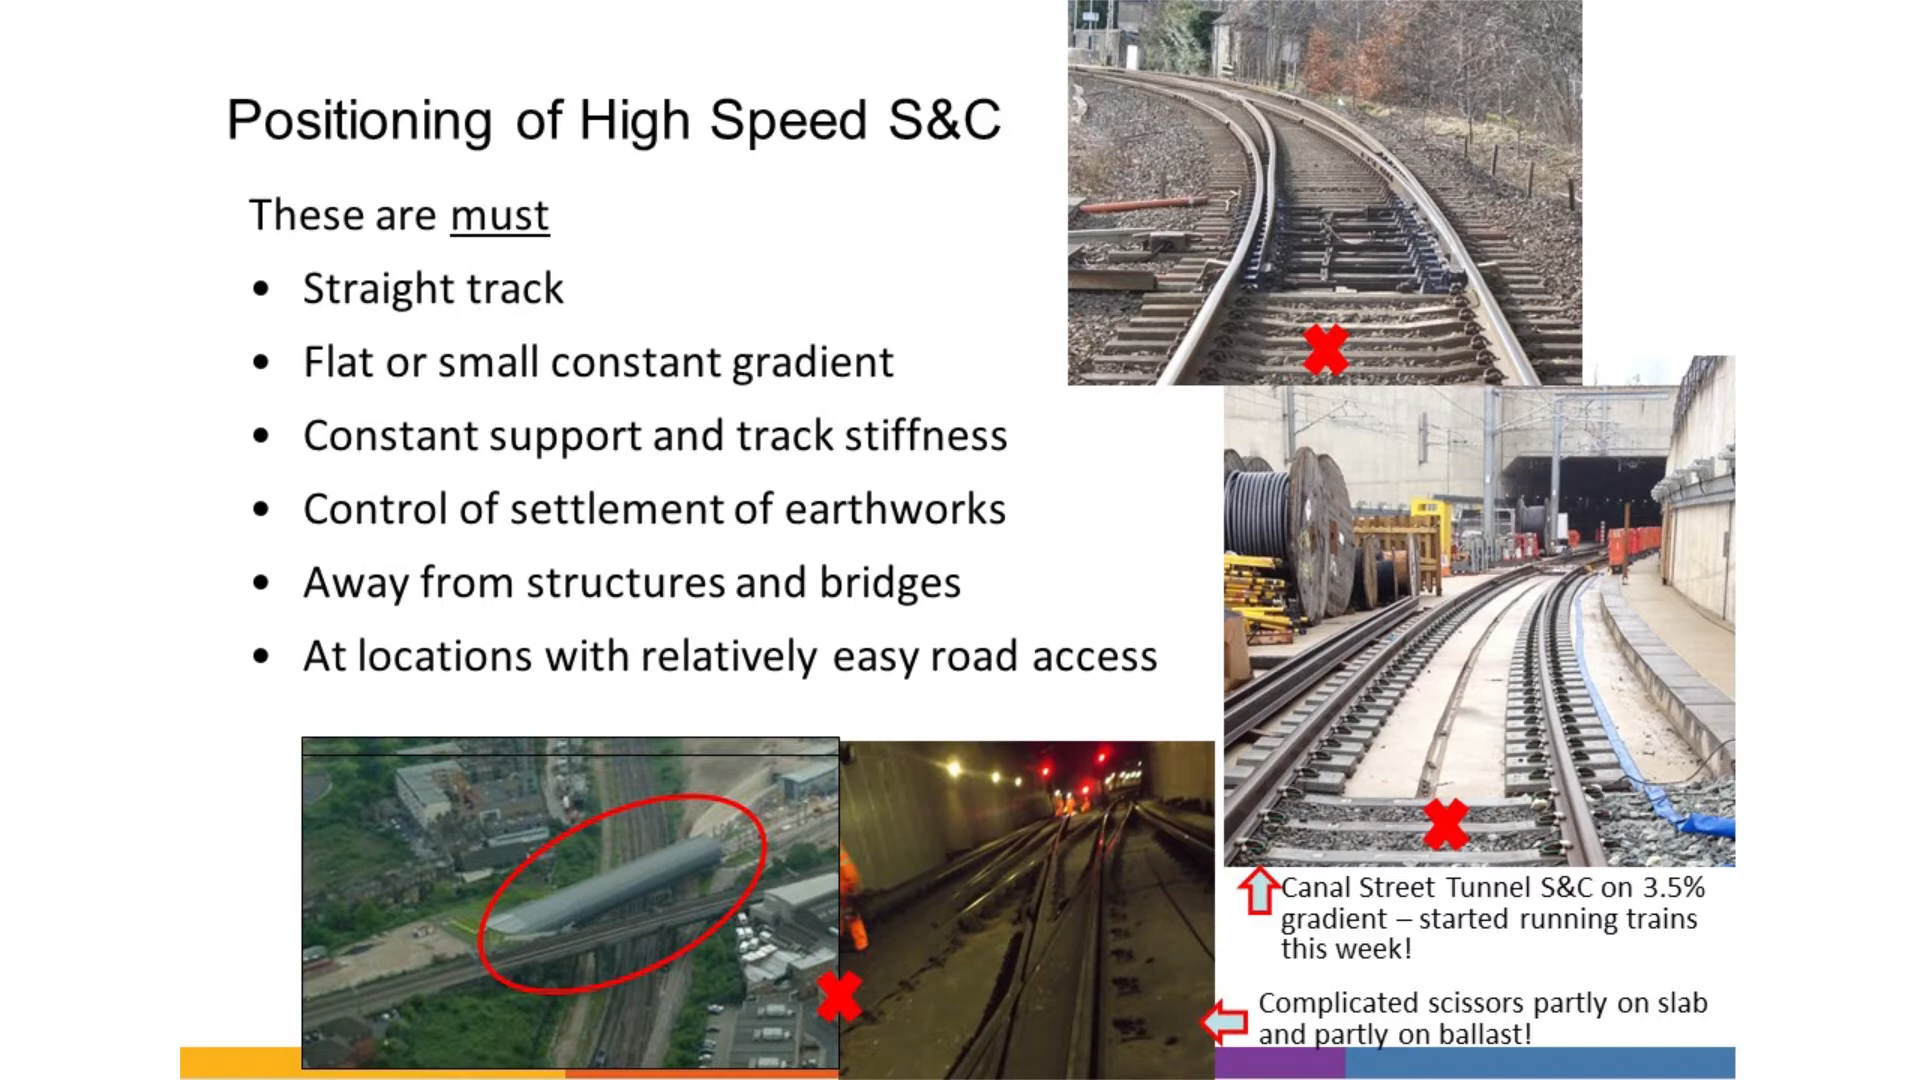 Positioning of High Speed S&C
These are must
• Straight track
• Flat or small constant gradient
• Constant support and track stiffness
• Control of settlement of earthworks
• Away from structures and bridges
• At locations with relatively easy road access
Canal Street Tunnel S&C on 3.5%
gradient – started running trains
this week!
Complicated scissors partly on slab
and partly on ballast!